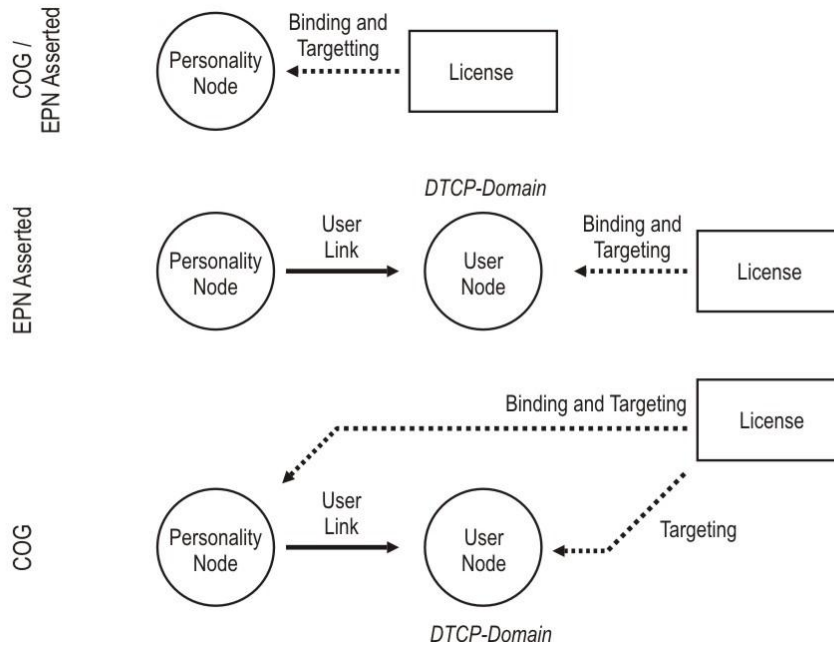 COG /
EPN Asserted
Personality
Node
Binding and
Targetting
License
EPN Asserted
Personality
Node
User
Link
DTCP-Domain
User
Node
Binding and
Targeting
License
COG
Binding and Targeting
License
Personality
Node
User
Link
User
Node
Targeting
DTCP-Domain